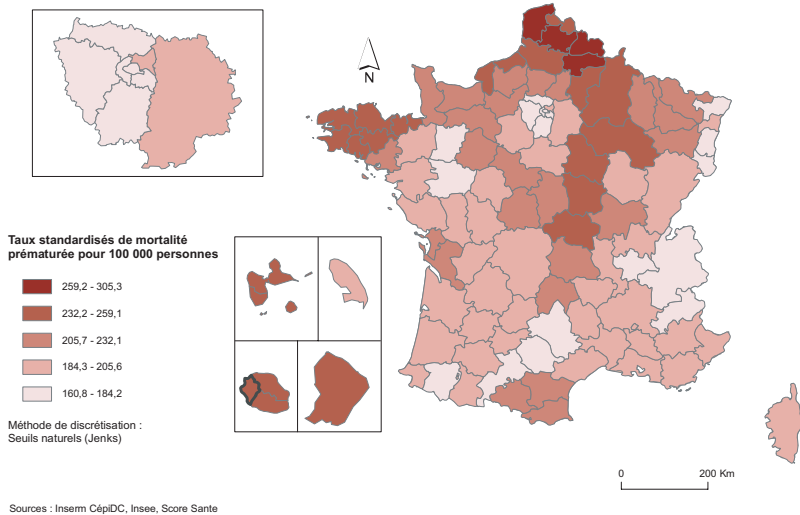 N
Taux standardisés de mortalité
prématurée pour 100 000 personnes
259,2 - 305,3
232,2 - 259,1
205,7 - 232,1
184,3 - 205,6
160,8 - 184,2
Méthode de discrétisation :
Seuils naturels (Jenks)
0 200 Km
Sources : Inserm CépiDC, Insee, Score Sante